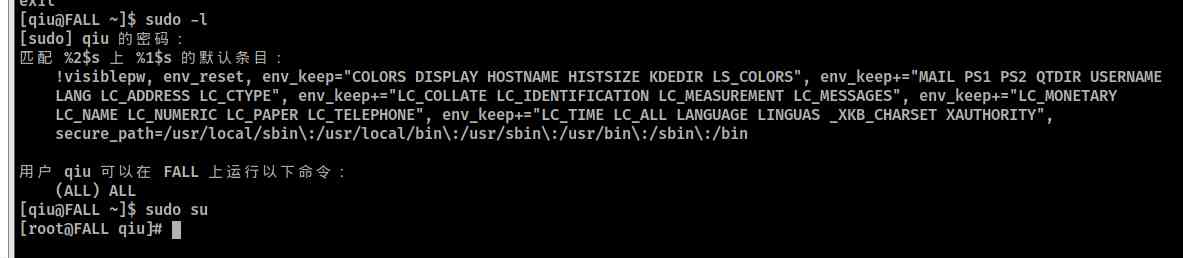 exit
[qiu@FALL ~]$ sudo -l
[sudo] qiu 的密码：
匹配 %2$s 上 %1$s 的默认条目：
    !visiblepw, env_reset, env_keep="COLORS DISPLAY HOSTNAME HISTSIZE KDEDIR LS_COLORS", env_keep+="MAIL PS1 PS2 QTDIR USERNAME
    LANG LC_ADDRESS LC_CTYPE", env_keep+="LC_COLLATE LC_IDENTIFICATION LC_MEASUREMENT LC_MESSAGES", env_keep+="LC_MONETARY
    LC_NAME LC_NUMERIC LC_PAPER LC_TELEPHONE", env_keep+="LC_TIME LC_ALL LANGUAGE LINGUAS _XKB_CHARSET XAUTHORITY",
    secure_path=/usr/local/sbin\:/usr/local/bin\:/usr/sbin\:/usr/bin\:/sbin\:/bin
用户 qiu 可以在 FALL 上运行以下命令：
    (ALL) ALL
[qiu@FALL ~]$ sudo su
[root@FALL qiu]#